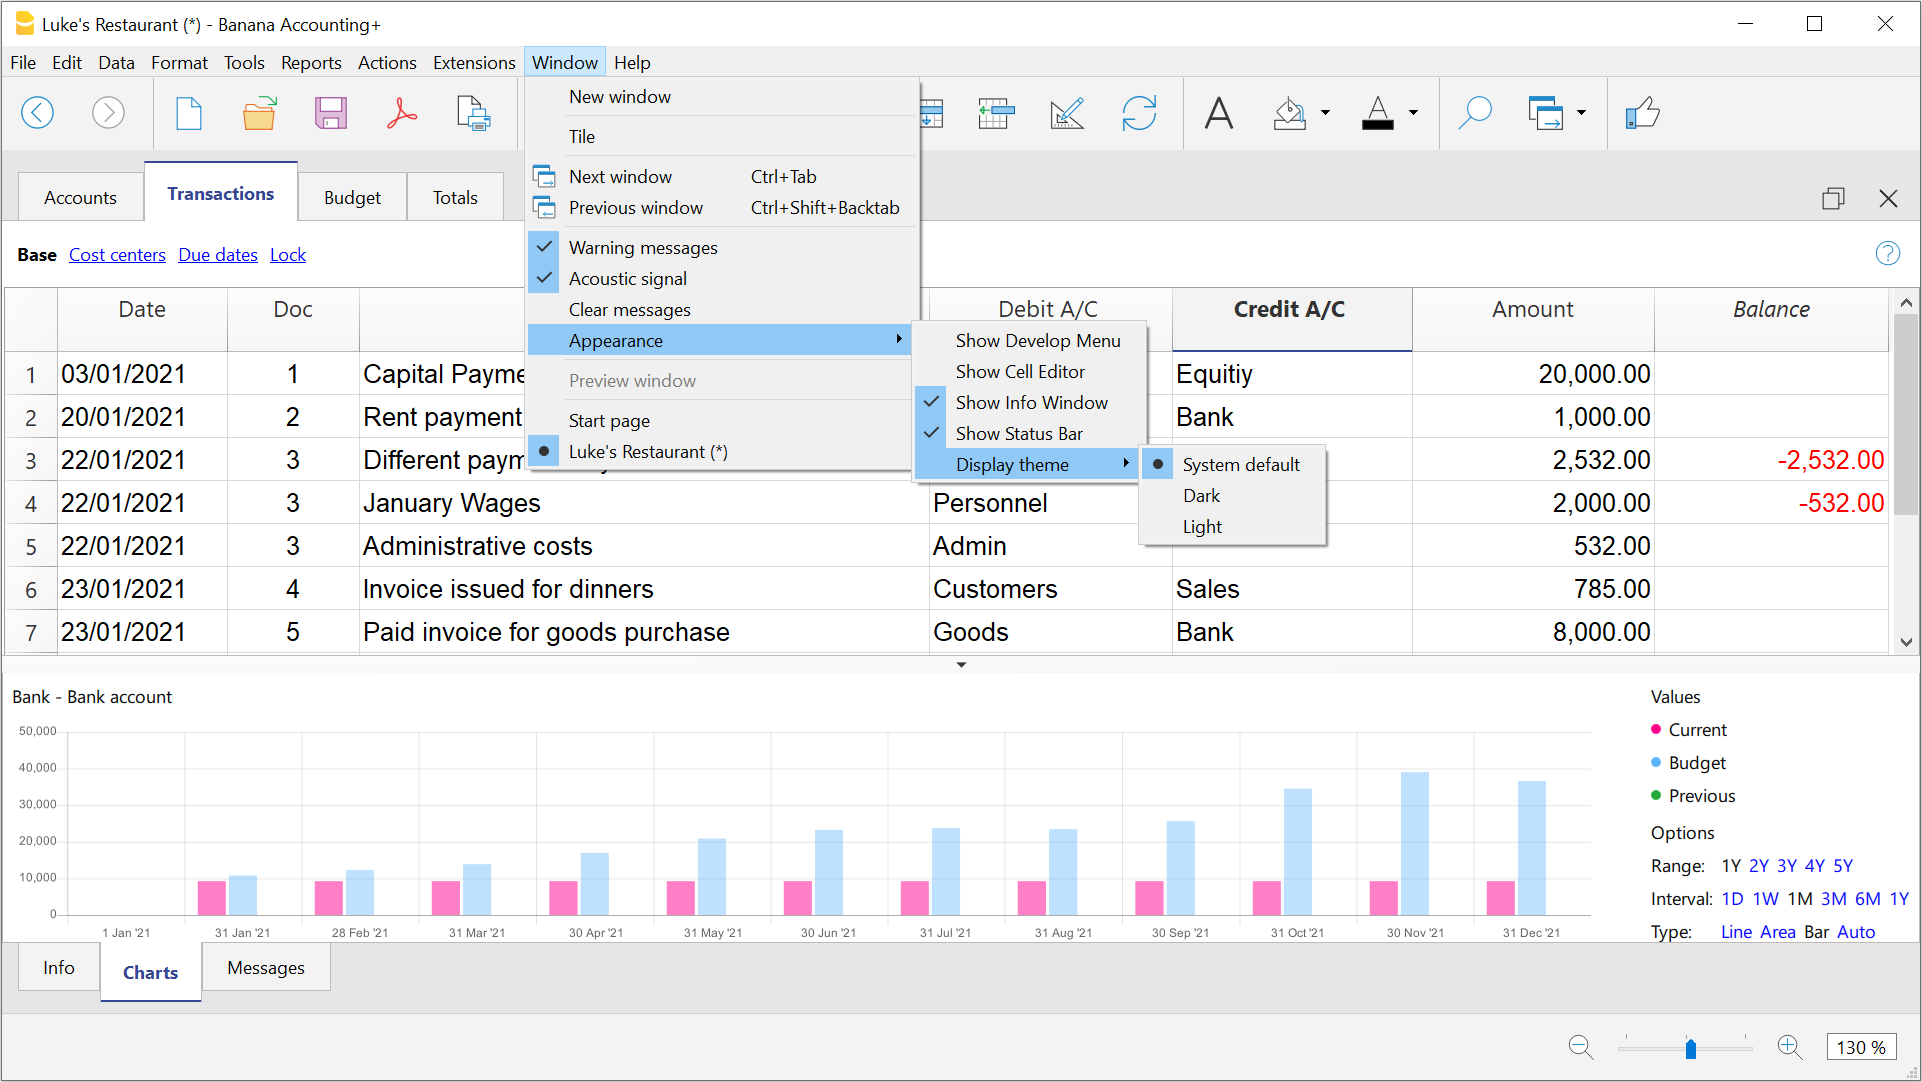 Luke's Restaurant (*) - Banana Accounting+
File Edit Data Format Tools Reports Actions Extensions Window Help
New window
Tile
Next window Ctrl+Tab
Previous window Ctrl+Shift+Backtab
Warning messages
Acoustic signal
Clear messages
Appearance
Preview window
Start page
Luke's Restaurant (*)
Show Develop Menu
Show Cell Editor
Show Info Window
Show Status Bar
Display theme
System default
Dark
Light
Accounts Transactions Budget Totals
Base Cost centers Due dates Lock
Date Doc Debit A/C Credit A/C Amount Balance
1 03/01/2021 1 Capital Payme Equitiy 20,000.00
2 20/01/2021 2 Rent payment Bank 1,000.00
3 22/01/2021 3 Different paym 2,532.00 -2,532.00
4 22/01/2021 3 January Wages Personnel 2,000.00 -532.00
5 22/01/2021 3 Administrative costs Admin 532.00
6 23/01/2021 4 Invoice issued for dinners Customers Sales 785.00
7 23/01/2021 5 Paid invoice for goods purchase Goods Bank 8,000.00
Bank - Bank account
50,000
40,000
30,000
20,000
10,000
0
1 Jan '21 31 Jan '21 28 Feb '21 31 Mar '21 30 Apr '21 31 May '21 30 Jun '21 31 Jul '21 31 Aug '21 30 Sep '21 31 Oct '21 30 Nov '21 31 Dec '21
Values
Current
Budget
Previous
Options
Range: 1Y 2Y 3Y 4Y 5Y
Interval: 1D 1W 1M 3M 6M 1Y
Type: Line Area Bar Auto
Info Charts Messages
130 %